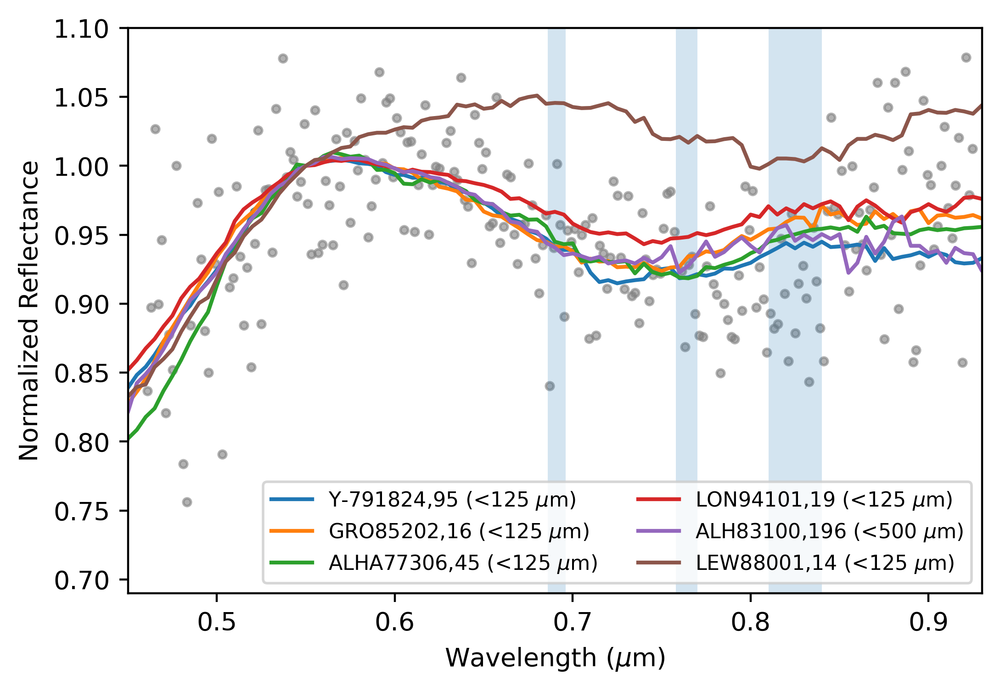 1.10
1.05
1.00
0.95
0.90
0.85
0.80
0.75
0.70
Normalized Reflectance
Y-791824,95 (<125 μm)
GRO85202,16 (<125 μm)
ALHA77306,45 (<125 μm)
LON94101,19 (<125 μm)
ALH83100,196 (<500 μm)
LEW88001,14 (<125 μm)
0.5 0.6 0.7 0.8 0.9
Wavelength (μm)